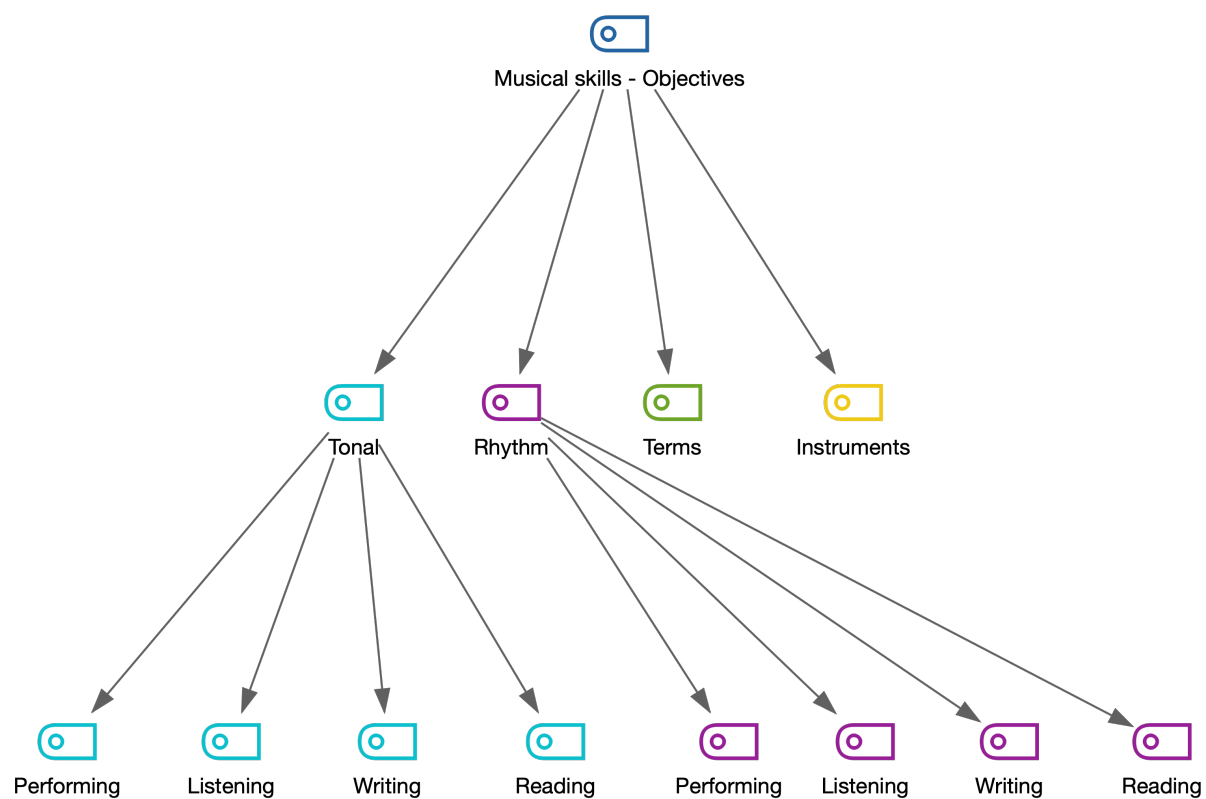 Musical skills - Objectives
Tonal
Rhythm
Terms
Instruments
Performing
Listening
Writing
Reading
Performing
Listening
Writing
Reading